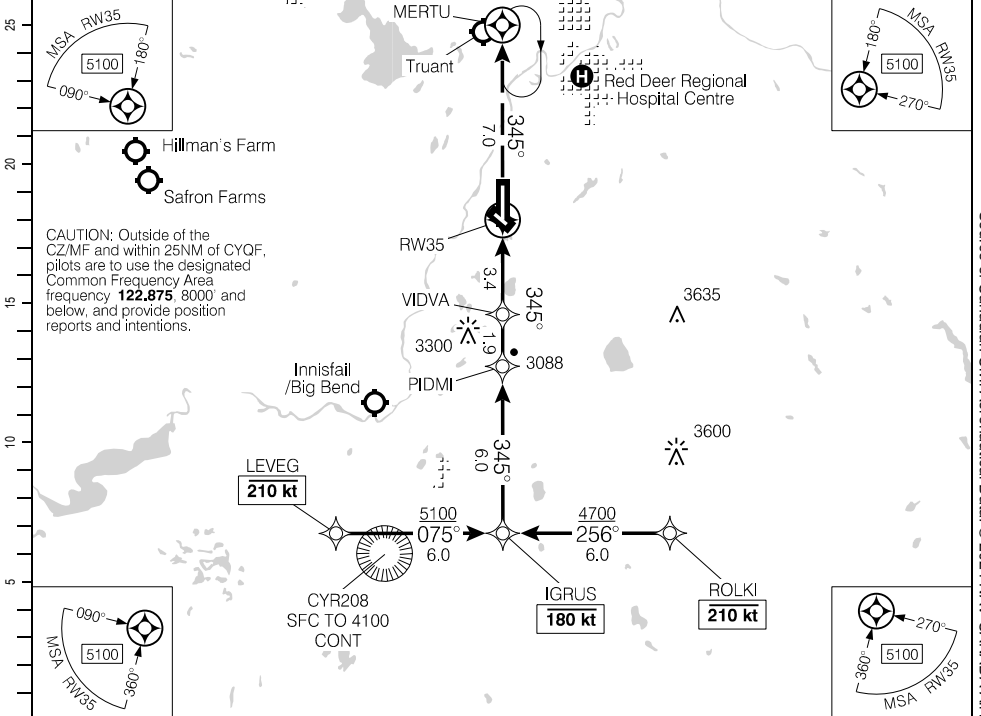 25
20
15
10
5
MSA RW35
5100
180°
090°
MERTU
Truant
H
Red Deer Regional
Hospital Centre
MSA RW35
5100
180°
270°
Hillman's Farm
Safron Farms
345°
7.0
RW35
CAUTION: Outside of the
CZ/MF and within 25NM of CYQF,
pilots are to use the designated
Common Frequency Area
frequency 122.875, 8000' and
below, and provide position
reports and intentions.
3.4
VIDVA
345°
3635
3300
1.9
3088
PIDMI
Innisfail
/Big Bend
3600
345°
6.0
LEVEG
210 kt
5100
075°
6.0
4700
256°
6.0
CYR208
SFC TO 4100
CONT
IGRUS
180 kt
ROLKI
210 kt
090°
5100
360°
MSA RW35
270°
5100
360°
MSA RW35